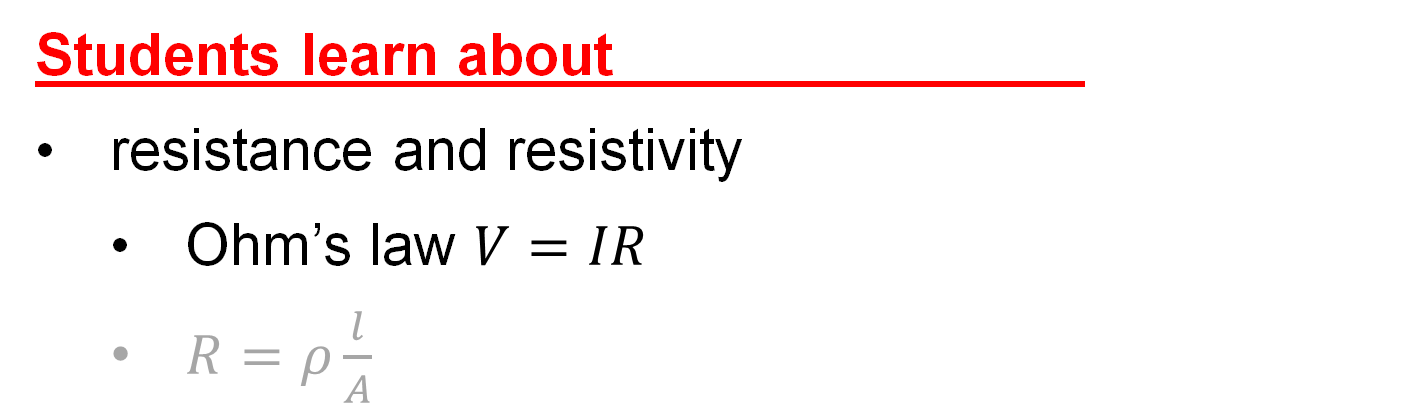 Students learn about
• resistance and resistivity
• Ohm’s law V = IR
• R = ρ l/A